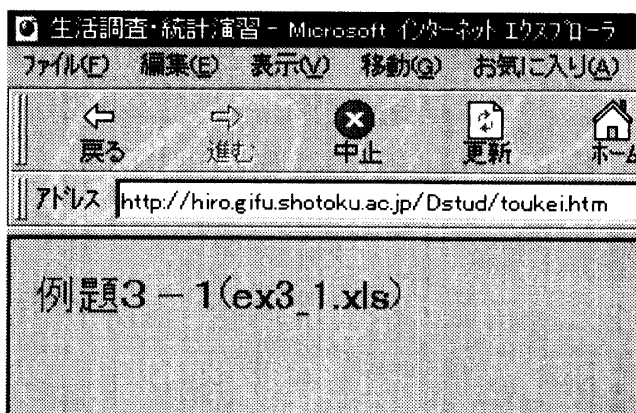 生活調査・統計演習 - Microsoft インターネット エクスプローラ
ファイル(F) 編集(E) 表示(V) 移動(G) お気に入り(A)
戻る 進む 中止 更新 ホーム
アドレス http://hiro.gifu.shotoku.ac.jp/Dstud/toukei.htm
例題3-1(ex3_1.xls)